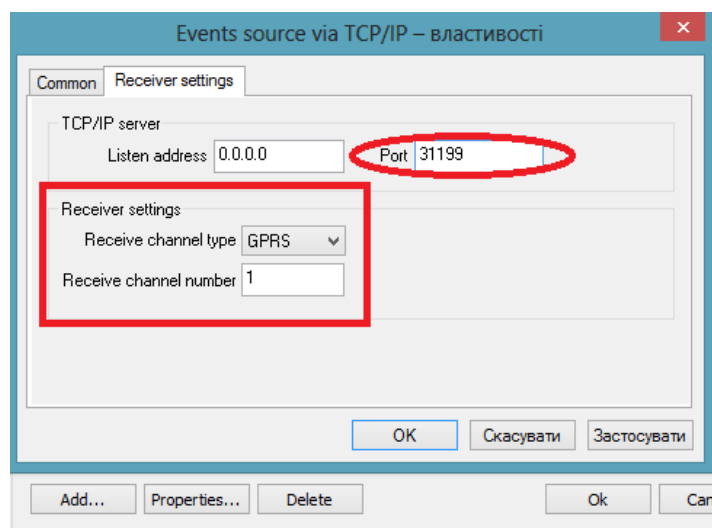 Events source via TCP/IP – властивості
Common Receiver settings
TCP/IP server
Listen address 0.0.0.0 Port 31199
Receiver settings
Receive channel type GPRS
Receive channel number 1
OK Скасувати Застосувати
Add... Properties... Delete Ok Can